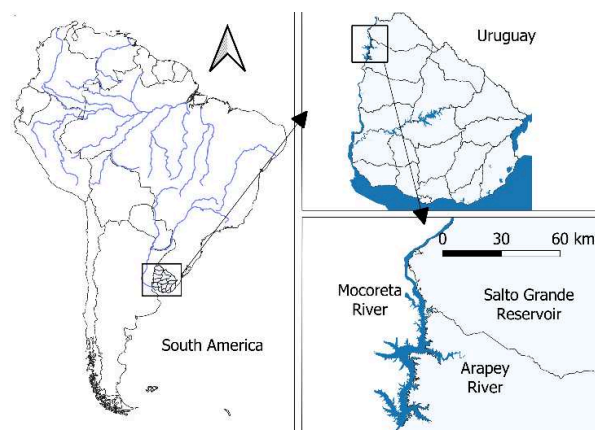 South America
Uruguay
0 30 60 km
Mocoreta
River
Salto Grande
Reservoir
Arapey
River